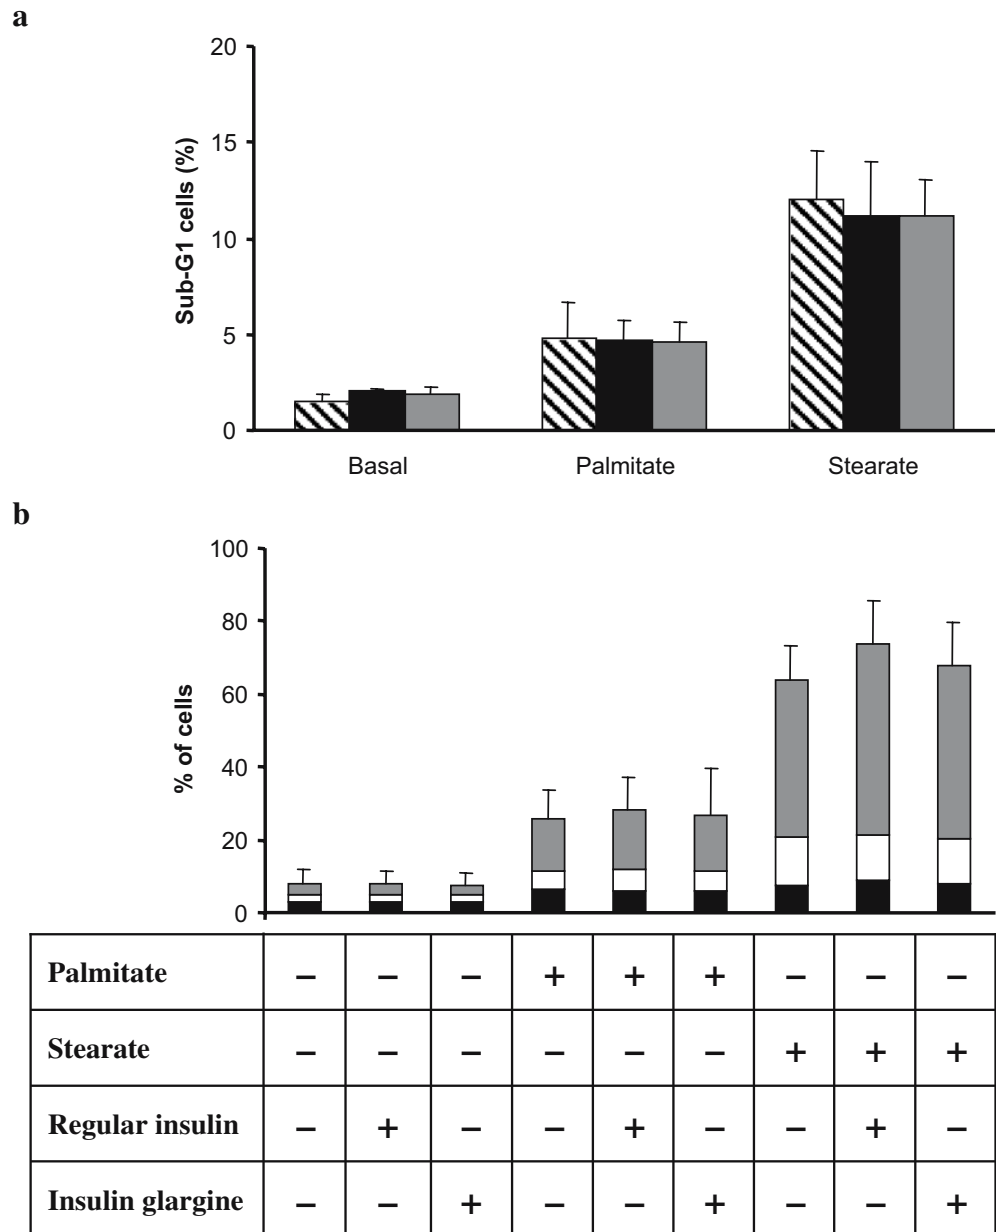 a
20
15
10
5
0
Sub-G1 cells (%)
Basal Palmitate Stearate
b
100
80
60
40
20
0
% of cells
Palmitate – – – + + + – – –
Stearate – – – – – – + + +
Regular insulin – + – – + – – + –
Insulin glargine – – + – – + – – +